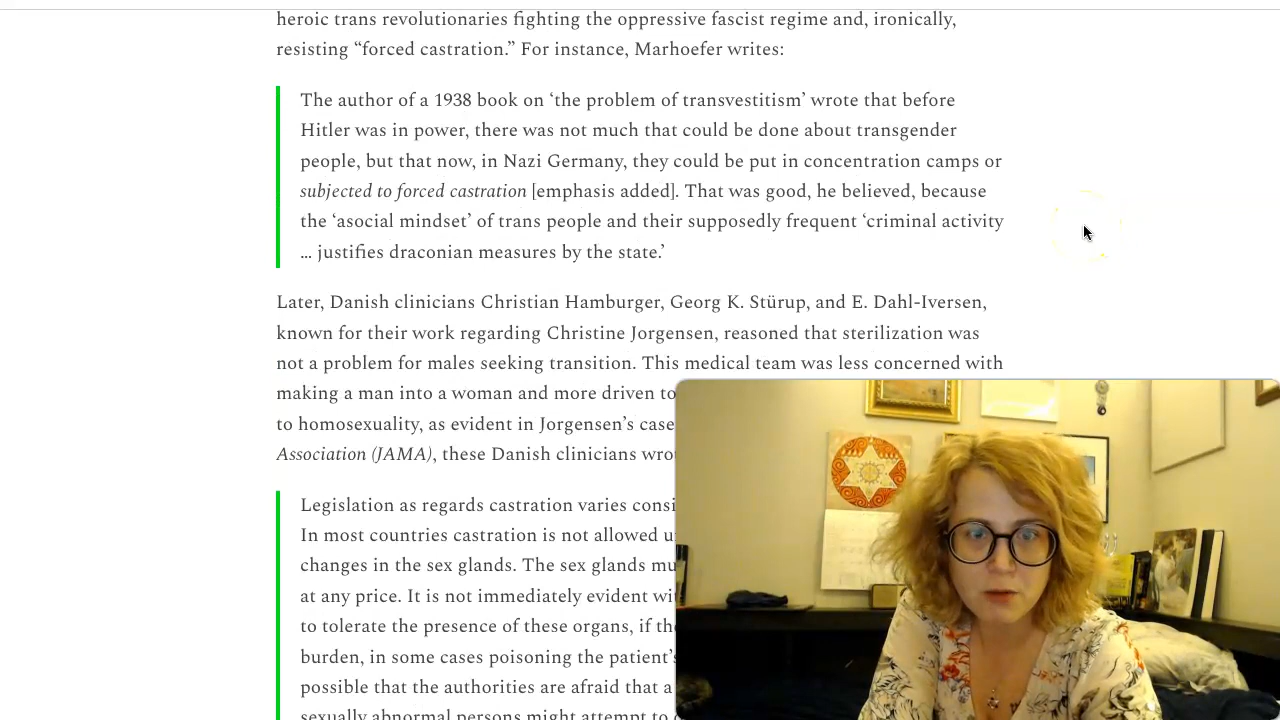 heroic trans revolutionaries fighting the oppressive fascist regime and, ironically,
resisting “forced castration.” For instance, Marhoefer writes:
The author of a 1938 book on ‘the problem of transvestitism’ wrote that before
Hitler was in power, there was not much that could be done about transgender
people, but that now, in Nazi Germany, they could be put in concentration camps or
subjected to forced castration [emphasis added]. That was good, he believed, because
the ‘asocial mindset’ of trans people and their supposedly frequent ‘criminal activity
… justifies draconian measures by the state.’
Later, Danish clinicians Christian Hamburger, Georg K. Stürup, and E. Dahl-Iversen,
known for their work regarding Christine Jorgensen, reasoned that sterilization was
not a problem for males seeking transition. This medical team was less concerned with
making a man into a woman and more driven to
to homosexuality, as evident in Jorgensen’s case
Association (JAMA), these Danish clinicians wro
Legislation as regards castration varies consi
In most countries castration is not allowed
changes in the sex glands. The sex glands mu
at any price. It is not immediately evident wi
to tolerate the presence of these organs, if the
burden, in some cases poisoning the patient’s
possible that the authorities are afraid that a
sexually abnormal persons might attempt to